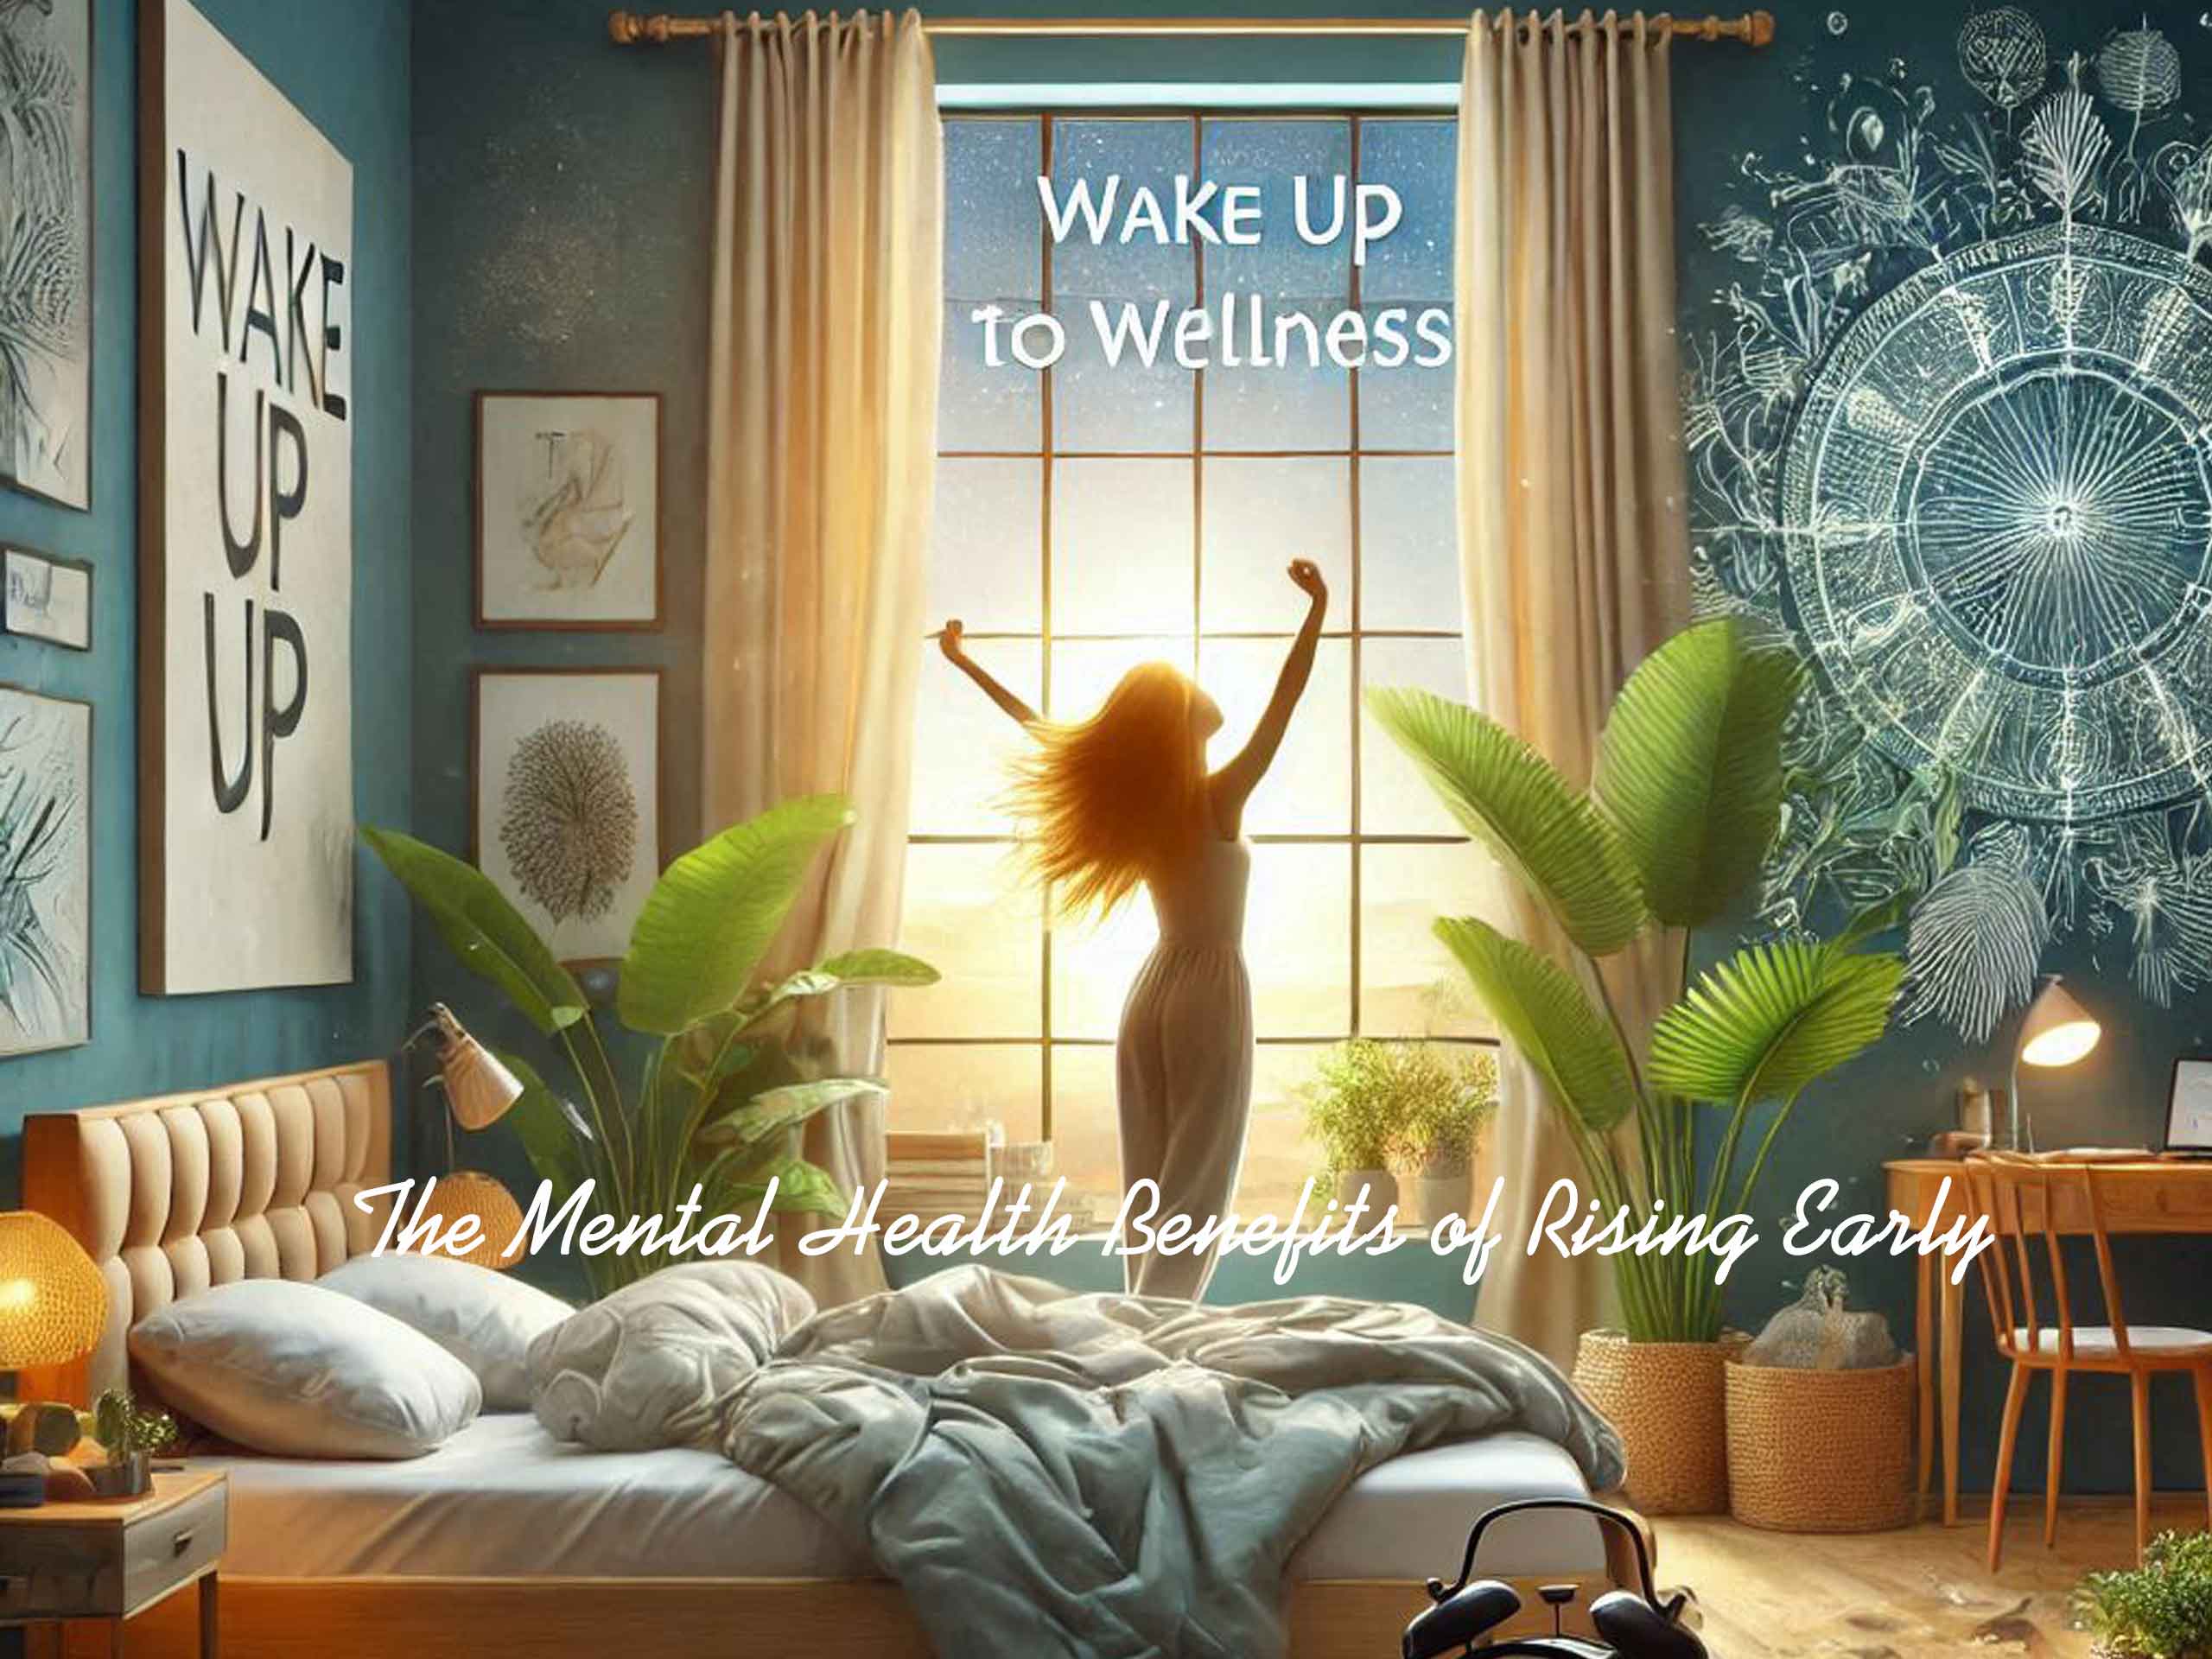 WAKE
UP
UP
WAKE UP
to Wellness
The Mental Health Benefits of Rising Early